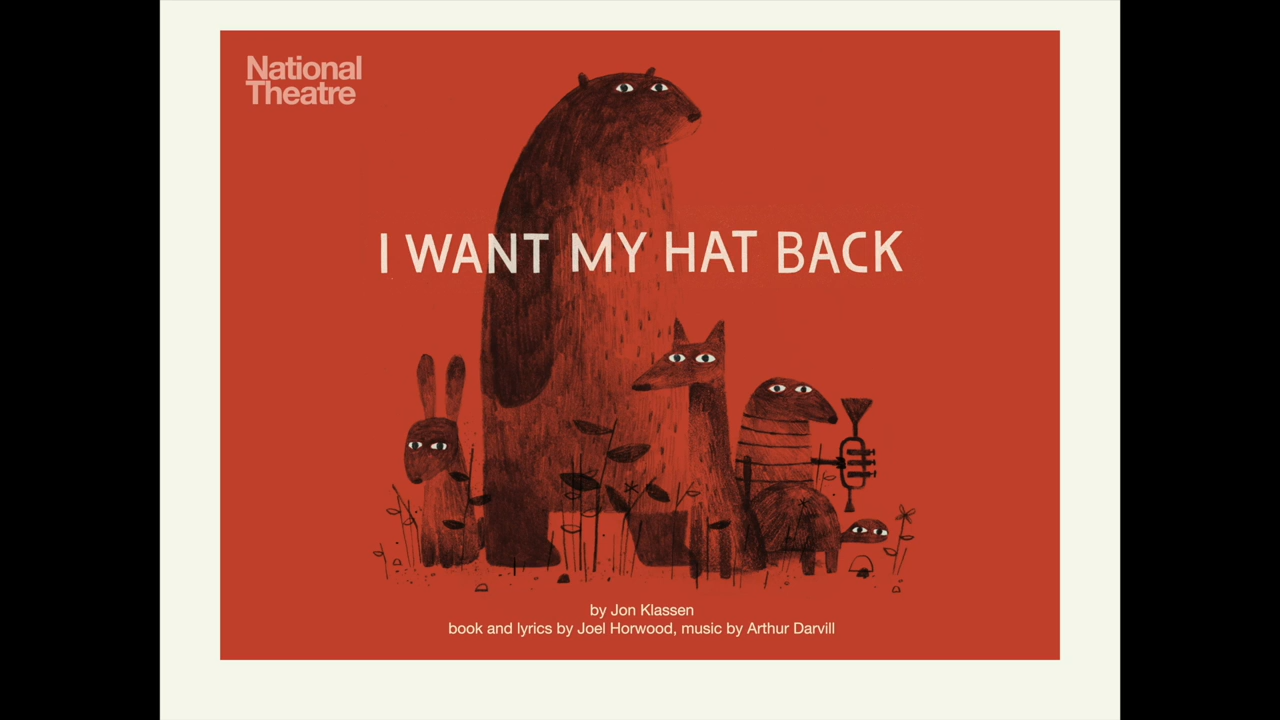 National
Theatre
I WANT MY HAT BACK
by Jon Klassen
book and lyrics by Joel Horwood, music by Arthur Darvill